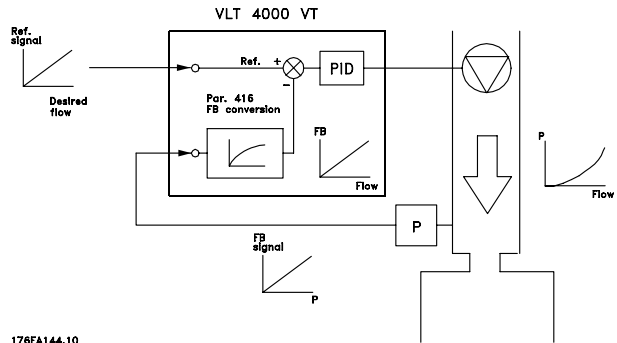 VLT 4000 VT
Ref.
signal
Desired
flow
Ref.
+
−
PID
Par. 416
FB conversion
FB
Flow
P
Flow
P
FB
signal
P
176FA144.10